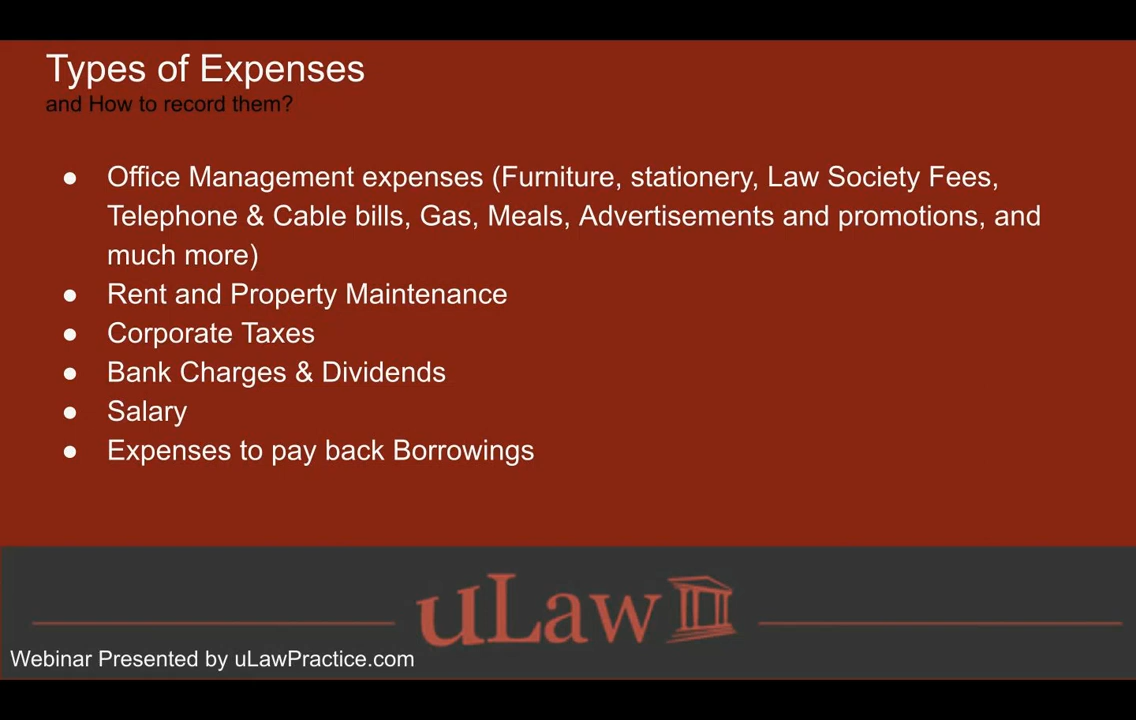 Types of Expenses
and How to record them?
● Office Management expenses (Furniture, stationery, Law Society Fees,
Telephone & Cable bills, Gas, Meals, Advertisements and promotions, and
much more)
● Rent and Property Maintenance
● Corporate Taxes
● Bank Charges & Dividends
● Salary
● Expenses to pay back Borrowings
uLaw
Webinar Presented by uLawPractice.com